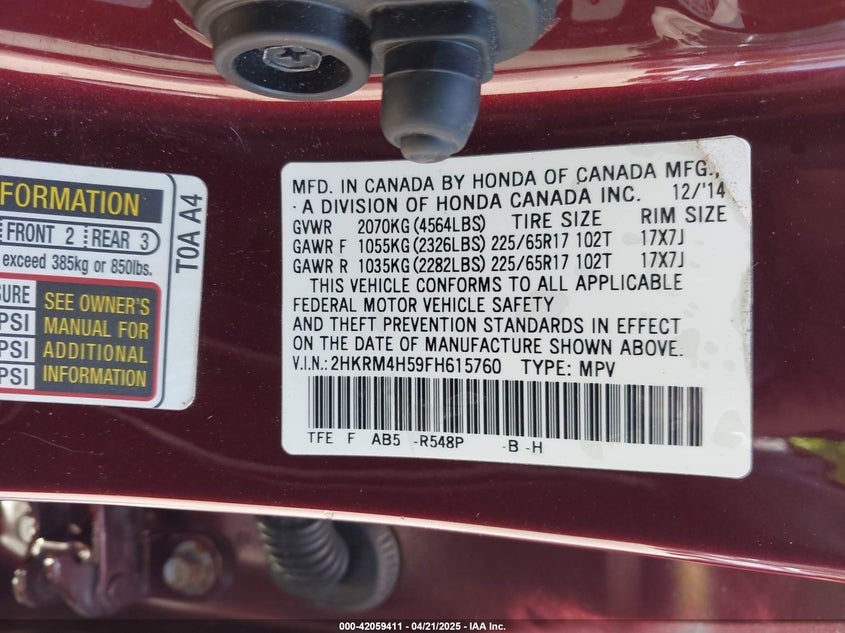 FORMATION
FRONT 2 REAR 3
exceed 385kg or 850lbs.
SURE
PSI
PSI
PSI
SEE OWNER'S
MANUAL FOR
ADDITIONAL
INFORMATION
T0A A4
MFD. IN CANADA BY HONDA OF CANADA MFG.,
A DIVISION OF HONDA CANADA INC. 12/'14
GVWR 2070KG (4564LBS) TIRE SIZE RIM SIZE
GAWR F 1055KG (2326LBS) 225/65R17 102T 17X7J
GAWR R 1035KG (2282LBS) 225/65R17 102T 17X7J
THIS VEHICLE CONFORMS TO ALL APPLICABLE
FEDERAL MOTOR VEHICLE SAFETY
AND THEFT PREVENTION STANDARDS IN EFFECT
ON THE DATE OF MANUFACTURE SHOWN ABOVE.
V.I.N.: 2HKRM4H59FH615760 TYPE: MPV
TFE F AB5 -R548P -B -H
000-42059411 - 04/21/2025 - IAA Inc.